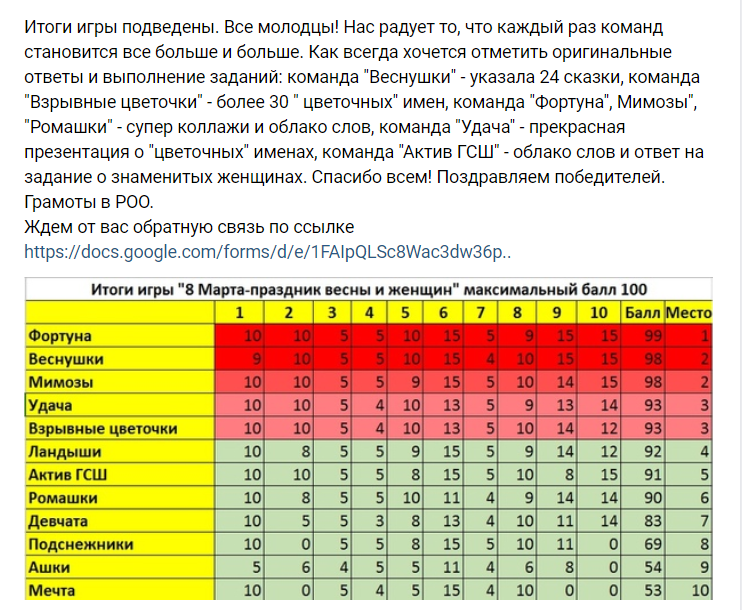 Итоги игры подведены. Все молодцы! Нас радует то, что каждый раз команд
становится все больше и больше. Как всегда хочется отметить оригинальные
ответы и выполнение заданий: команда "Веснушки" - указала 24 сказки, команда
"Взрывные цветочки" - более 30 " цветочных" имен, команда "Фортуна", Мимозы",
"Ромашки" - супер коллажи и облако слов, команда "Удача" - прекрасная
презентация о "цветочных" именах, команда "Актив ГСШ" - облако слов и ответ на
задание о знаменитых женщинах. Спасибо всем! Поздравляем победителей.
Грамоты в РОО.
Ждем от вас обратную связь по ссылке
https://docs.google.com/forms/d/e/1FAIpQLSc8Wac3dw36p..
Итоги игры "8 Марта-праздник весны и женщин" максимальный балл 100
1 2 3 4 5 6 7 8 9 10 Балл Место
Фортуна 10 10 5 5 10 15 5 9 15 15 99 1
Веснушки 9 10 5 5 10 15 4 10 15 15 98 2
Мимозы 10 10 5 5 9 15 5 10 14 15 98 2
Удача 10 10 5 4 10 13 5 9 13 14 93 3
Взрывные цветочки 10 10 5 4 10 13 5 10 14 12 93 3
Ландыши 10 8 5 5 9 15 5 9 14 12 92 4
Актив ГСШ 10 10 5 5 8 15 5 10 8 15 91 5
Ромашки 10 8 5 5 10 11 4 9 14 14 90 6
Девчата 10 5 5 3 8 13 4 10 11 14 83 7
Подснежники 10 0 5 5 8 15 5 10 11 0 69 8
Ашки 5 6 4 5 5 11 4 6 8 0 54 9
Мечта 10 0 5 4 5 15 4 10 0 0 53 10